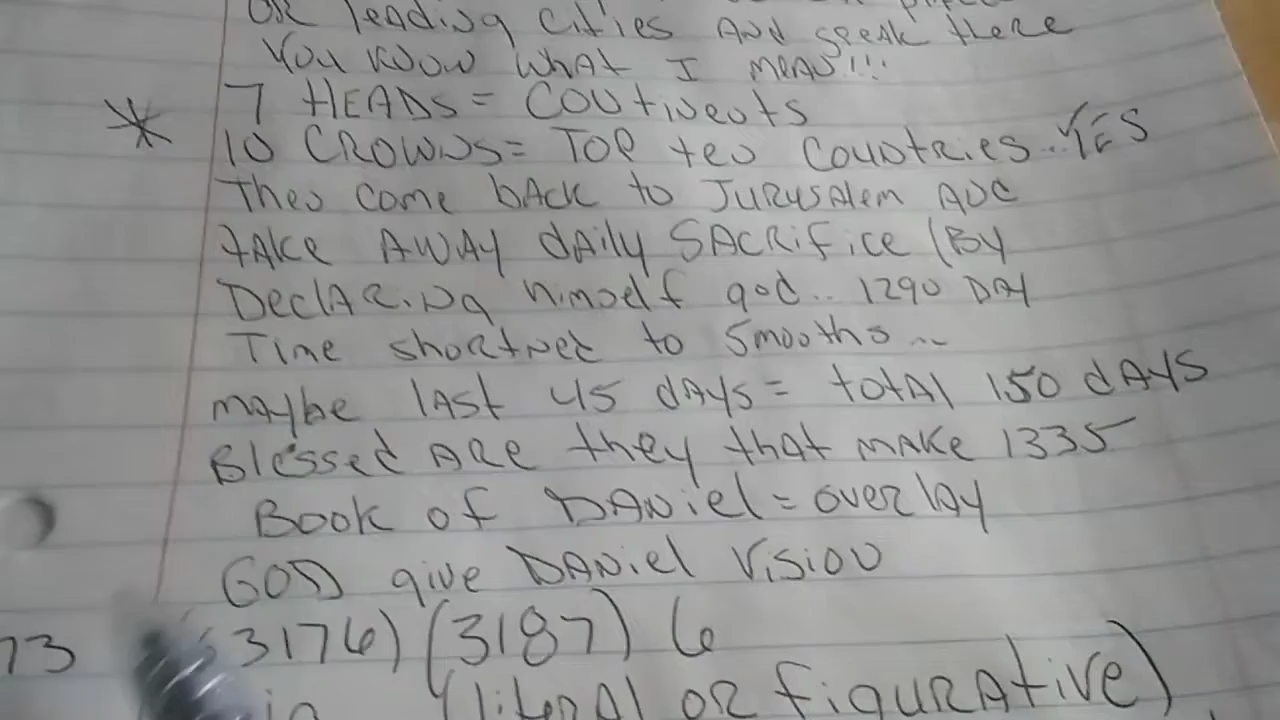 OR leading Cities AND speak there
You KNOW WHAT I MEAN!!!
7 HEADS = CONtiNeNts
* 10 CROWNS = TOP teN CouNtRies.. YES
TheN come bAck to JURUSAlem AND
tAke AWAY dAily SACRifice (By
DeclARiNg himself god.. 1290 DAY
Time shoRtNed to 5 moNths...
mAybe lAst 45 dAYs = totAl 150 dAYS
Blessed ARe they thAt mAke 1335
Book of DANiel = oveRlAy
GOD give DANiel VisioN
73 3176) (3187) 6
(liteRAl OR figuRAtive)